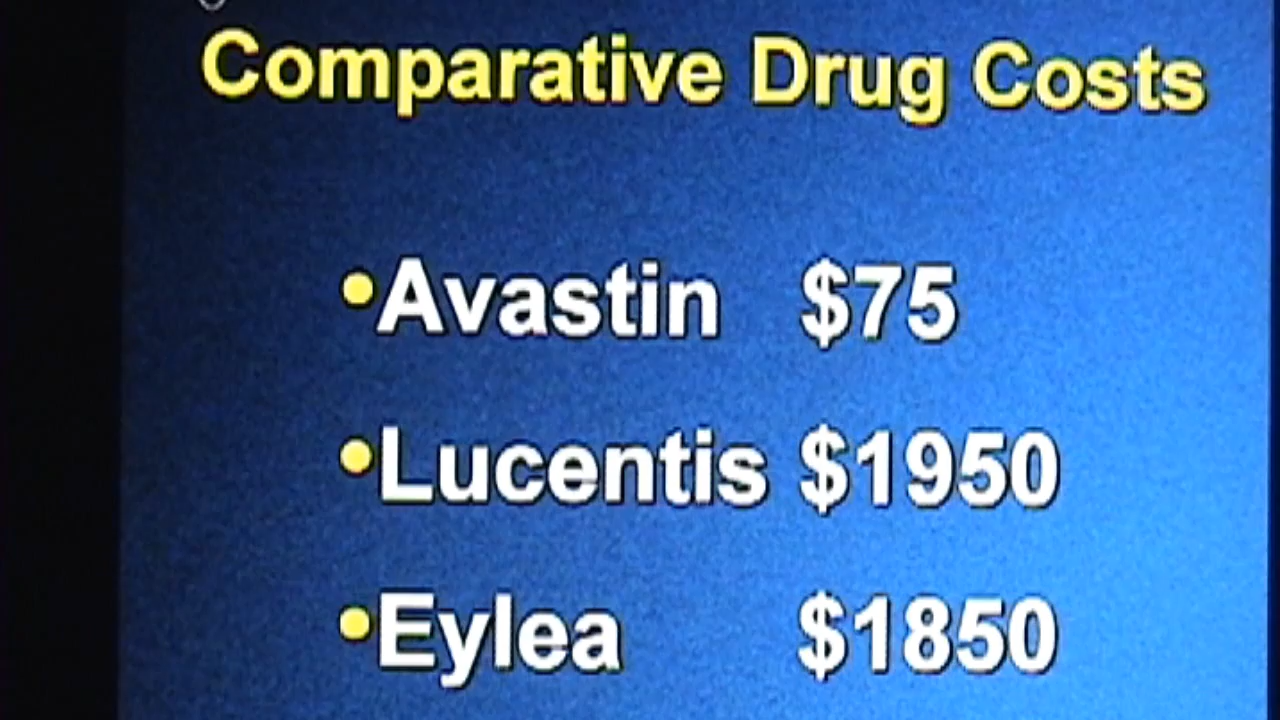 Comparative Drug Costs
•Avastin $75
•Lucentis $1950
•Eylea $1850